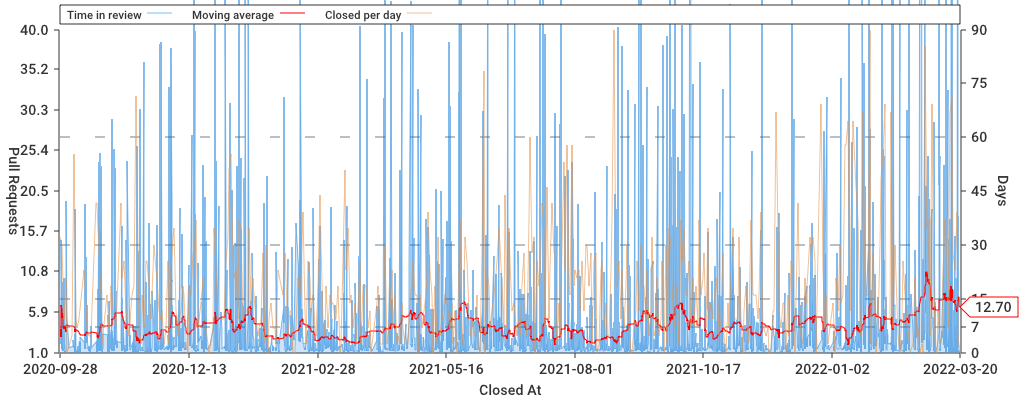 Time in review Moving average Closed per day
40.0 90
35.2 75
30.3
60
25.4
20.5 45
15.7
30
10.8
15
12.70
5.9
7
1.0 0
2020-09-28 2020-12-13 2021-02-28 2021-05-16 2021-08-01 2021-10-17 2022-01-02 2022-03-20
Closed At
Pull Requests
Days